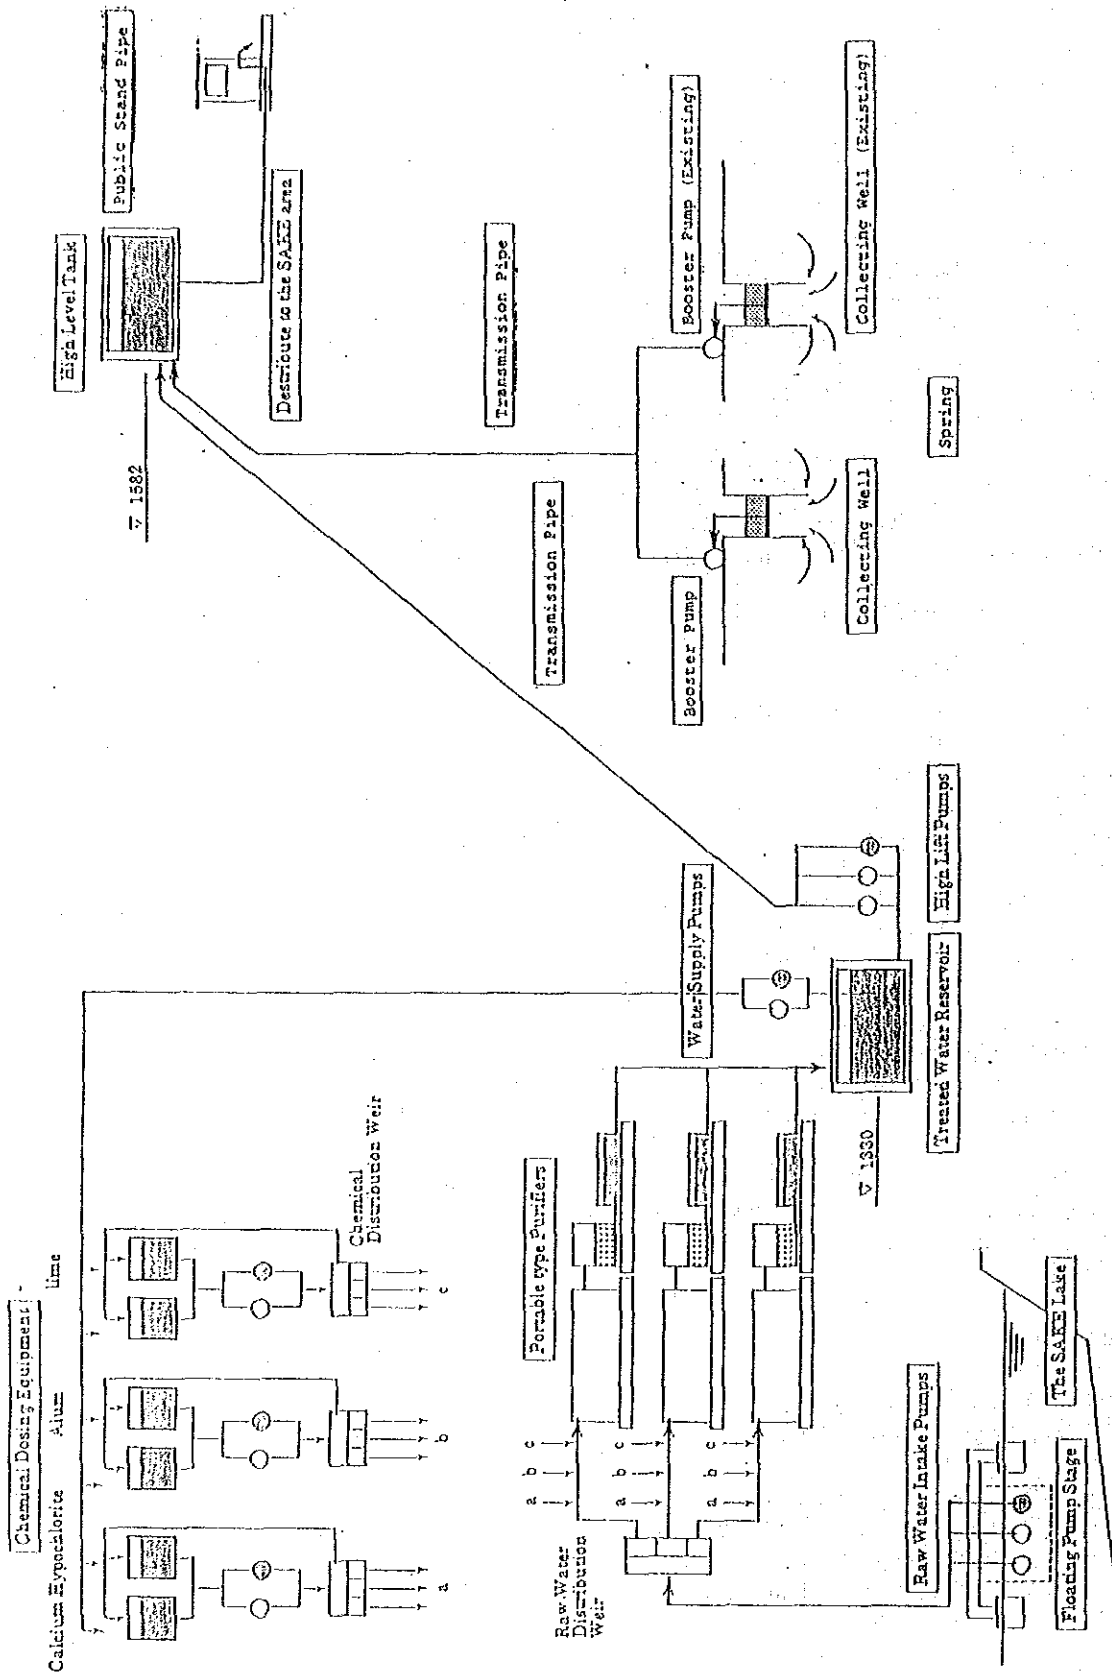 Chemical Dosing Equipment
Calcium Hypochlorite
Alum
lime
a
b
c
Chemical
Distribution Weir
High Level Tank
Public Stand Pipe
▽ 1582
Destribute to the SAKE area
Transmission Pipe
Transmission Pipe
Portable type Purifiers
Water Supply Pumps
Raw Water
Distribution
Weir
a b c
a b c
a b c
▽ 1330
Treated Water Reservoir
High Lift Pumps
Booster Pump
Booster Pump (Existing)
Collecting Well
Collecting Well (Existing)
Spring
Raw Water Intake Pumps
Floating Pump Stage
The SAKE Lake